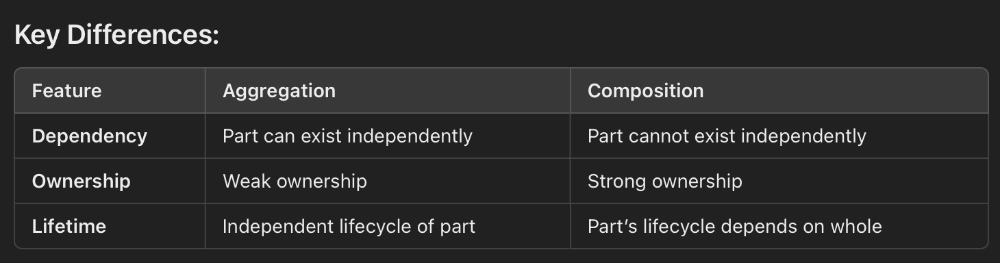 Key Differences:
Feature Aggregation Composition
Dependency Part can exist independently Part cannot exist independently
Ownership Weak ownership Strong ownership
Lifetime Independent lifecycle of part Part’s lifecycle depends on whole